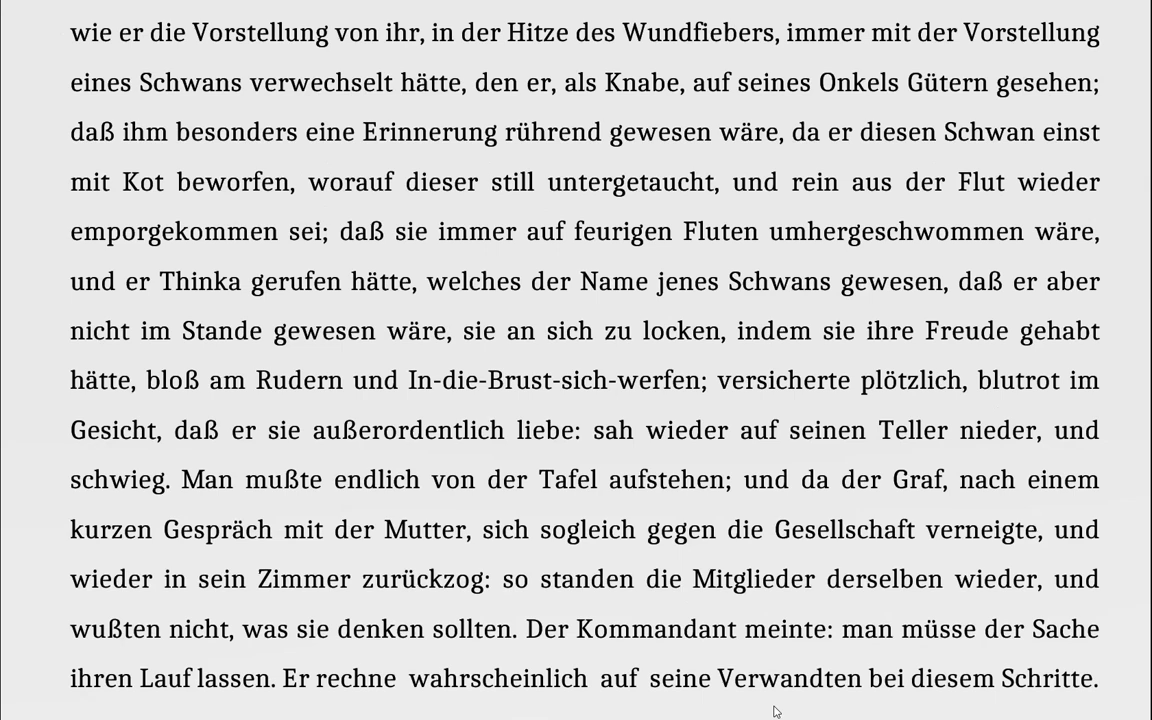 wie er die Vorstellung von ihr, in der Hitze des Wundfiebers, immer mit der Vorstellung
eines Schwans verwechselt hätte, den er, als Knabe, auf seines Onkels Gütern gesehen;
daß ihm besonders eine Erinnerung rührend gewesen wäre, da er diesen Schwan einst
mit Kot beworfen, worauf dieser still untergetaucht, und rein aus der Flut wieder
emporgekommen sei; daß sie immer auf feurigen Fluten umhergeschwommen wäre,
und er Thinka gerufen hätte, welches der Name jenes Schwans gewesen, daß er aber
nicht im Stande gewesen wäre, sie an sich zu locken, indem sie ihre Freude gehabt
hätte, bloß am Rudern und In-die-Brust-sich-werfen; versicherte plötzlich, blutrot im
Gesicht, daß er sie außerordentlich liebe: sah wieder auf seinen Teller nieder, und
schwieg. Man mußte endlich von der Tafel aufstehen; und da der Graf, nach einem
kurzen Gespräch mit der Mutter, sich sogleich gegen die Gesellschaft verneigte, und
wieder in sein Zimmer zurückzog: so standen die Mitglieder derselben wieder, und
wußten nicht, was sie denken sollten. Der Kommandant meinte: man müsse der Sache
ihren Lauf lassen. Er rechne wahrscheinlich auf seine Verwandten bei diesem Schritte.